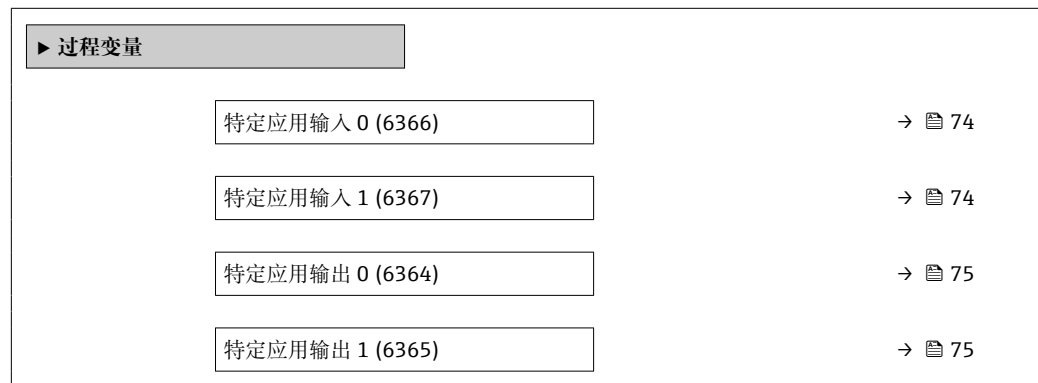 ▶ 过程变量
特定应用输入 0 (6366) → 🖹 74
特定应用输入 1 (6367) → 🖹 74
特定应用输出 0 (6364) → 🖹 75
特定应用输出 1 (6365) → 🖹 75